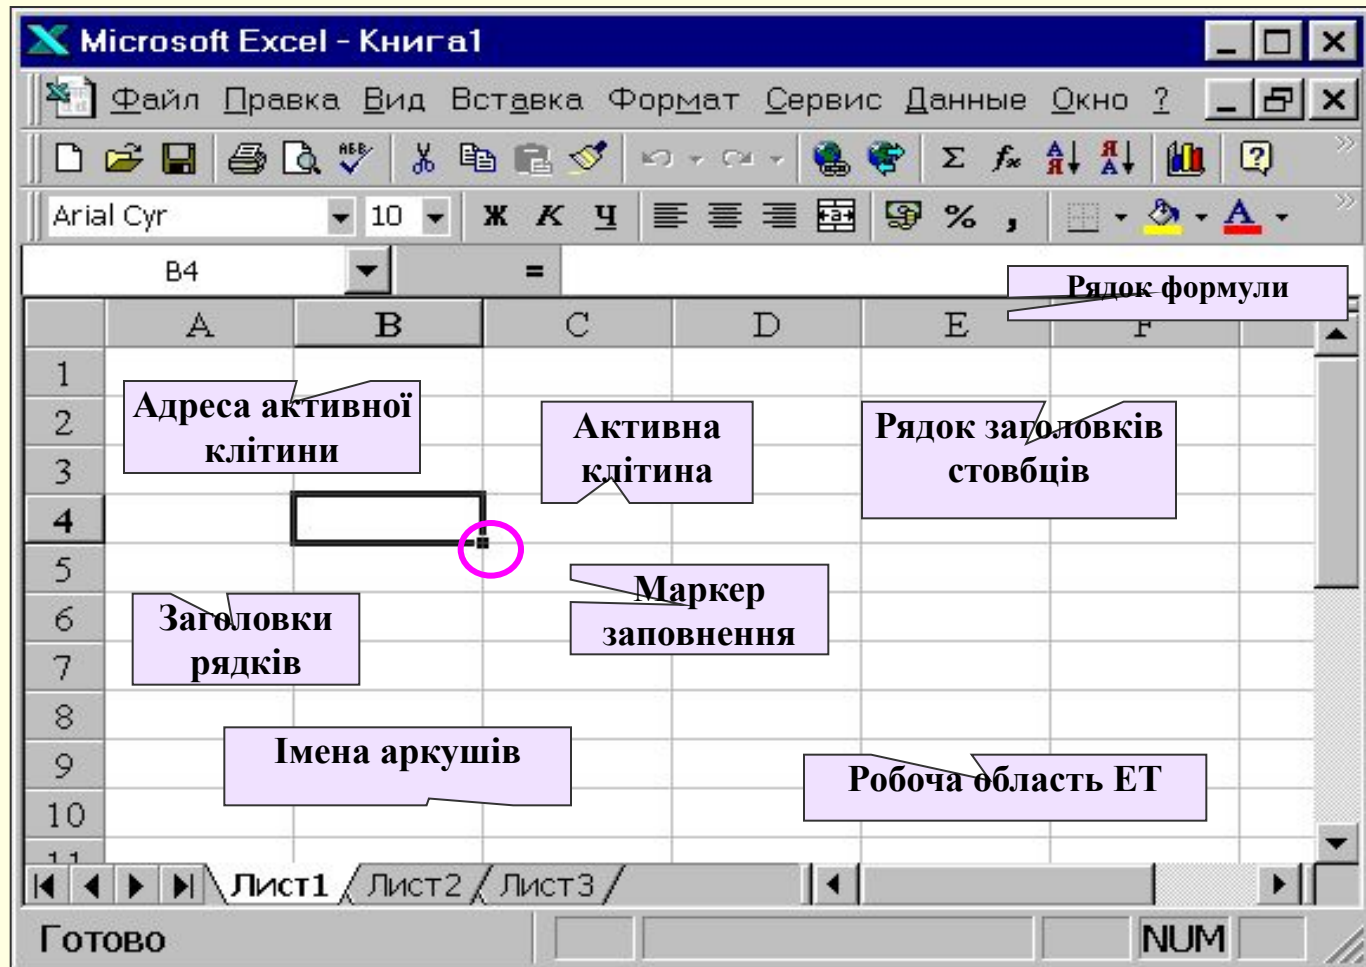 Microsoft Excel - Книга1
Файл Правка Вид Вставка Формат Сервис Данные Окно ?
Arial Cyr 10 Ж К Ч % ,
B4 =
Рядок формули
A B C D E F
1
Адреса активної
клітини
2
Активна
клітина
Рядок заголовків
стовбців
3
4
5
Маркер
заповнення
6
Заголовки
рядків
7
8
Імена аркушів
9
Робоча область ЕТ
10
11
Лист1 Лист2 Лист3
Готово NUM